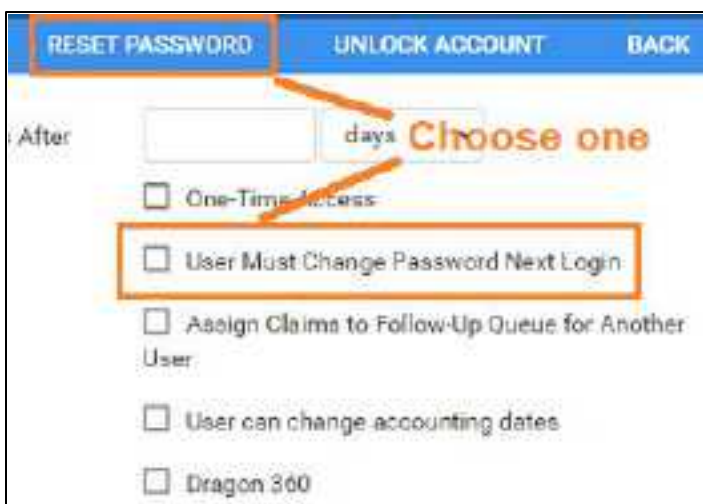 RESET PASSWORD UNLOCK ACCOUNT BACK
After days Choose one
One-Time Access
User Must Change Password Next Login
Assign Claims to Follow-Up Queue for Another
User
User can change accounting dates
Dragon 360